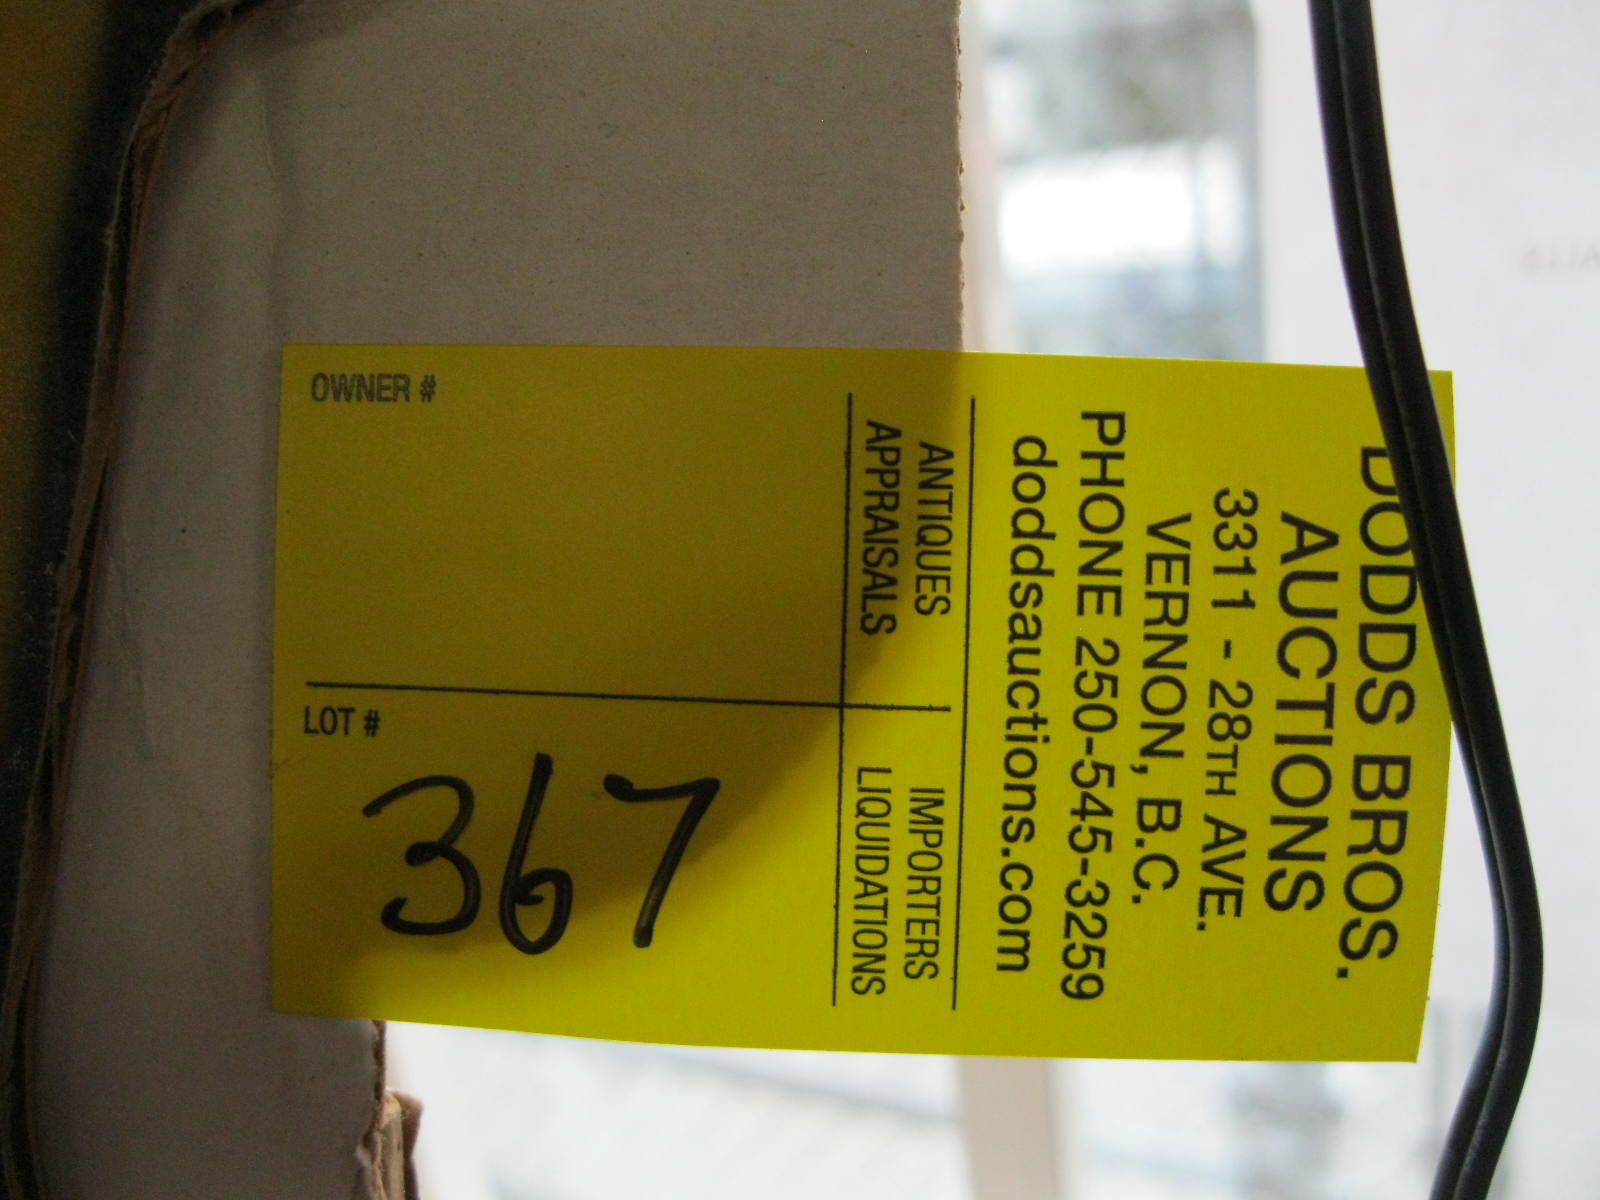 DODDS BROS.
AUCTIONS
3311 - 28TH AVE.
VERNON, B.C.
PHONE 250-545-3259
doddsauctions.com
ANTIQUES IMPORTERS
APPRAISALS LIQUIDATIONS
OWNER #
LOT #
367